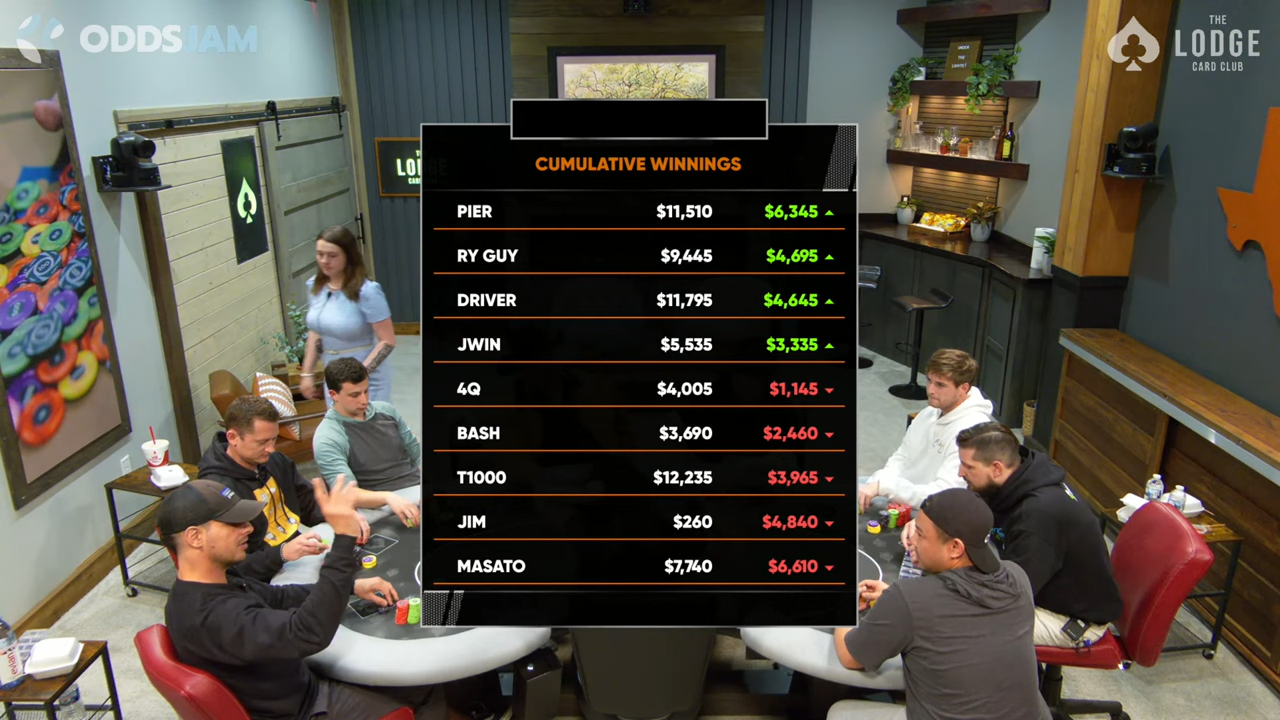 ODDSJAM
THE
LODGE
CARD CLUB
UNDER
THE
CUMULATIVE WINNINGS
PIER $11,510 $6,345
RY GUY $9,445 $4,695
DRIVER $11,795 $4,645
JWIN $5,535 $3,335
4Q $4,005 $1,145
BASH $3,690 $2,460
T1000 $12,235 $3,965
JIM $260 $4,840
MASATO $7,740 $6,610